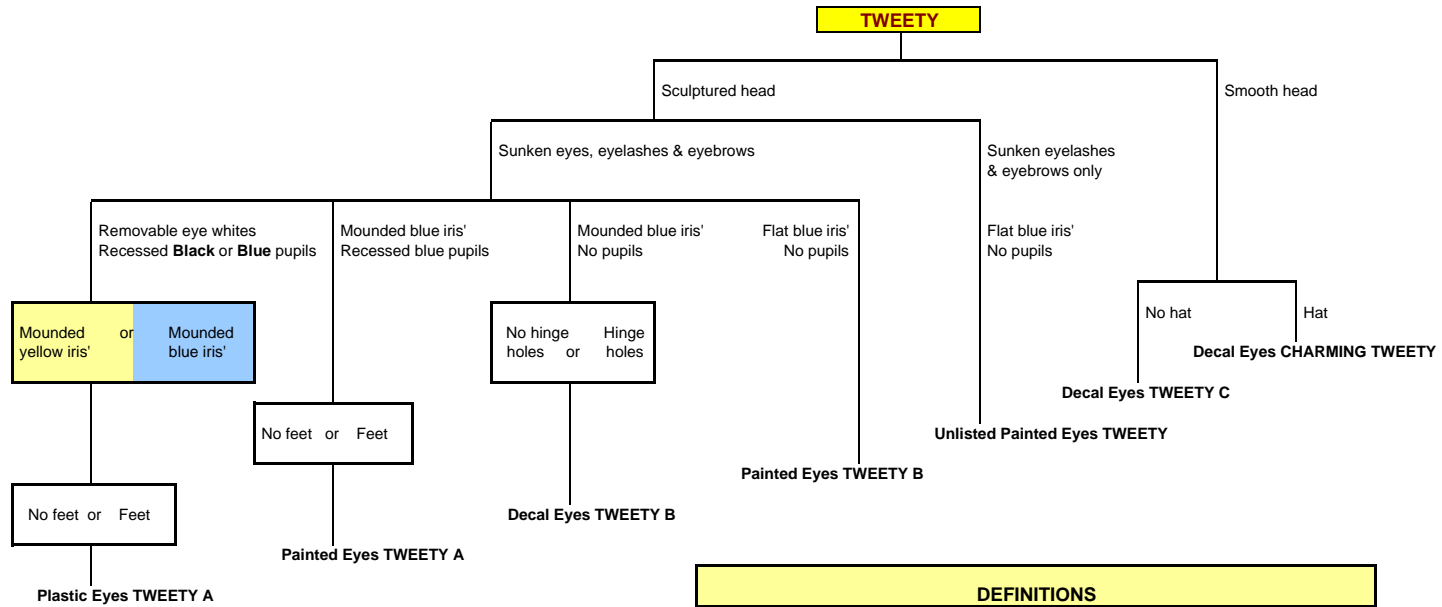 TWEETY
Sculptured head
Smooth head
Sunken eyes, eyelashes & eyebrows
Sunken eyelashes
& eyebrows only
Removable eye whites
Recessed Black or Blue pupils
Mounded blue iris'
Recessed blue pupils
Mounded blue iris'
No pupils
Flat blue iris'
No pupils
Flat blue iris'
No pupils
Mounded or Mounded
yellow iris' blue iris'
No hinge Hinge
holes or holes
No hat
Hat
Decal Eyes CHARMING TWEETY
Decal Eyes TWEETY C
No feet or Feet
Unlisted Painted Eyes TWEETY
Painted Eyes TWEETY B
No feet or Feet
Decal Eyes TWEETY B
Painted Eyes TWEETY A
Plastic Eyes TWEETY A
DEFINITIONS